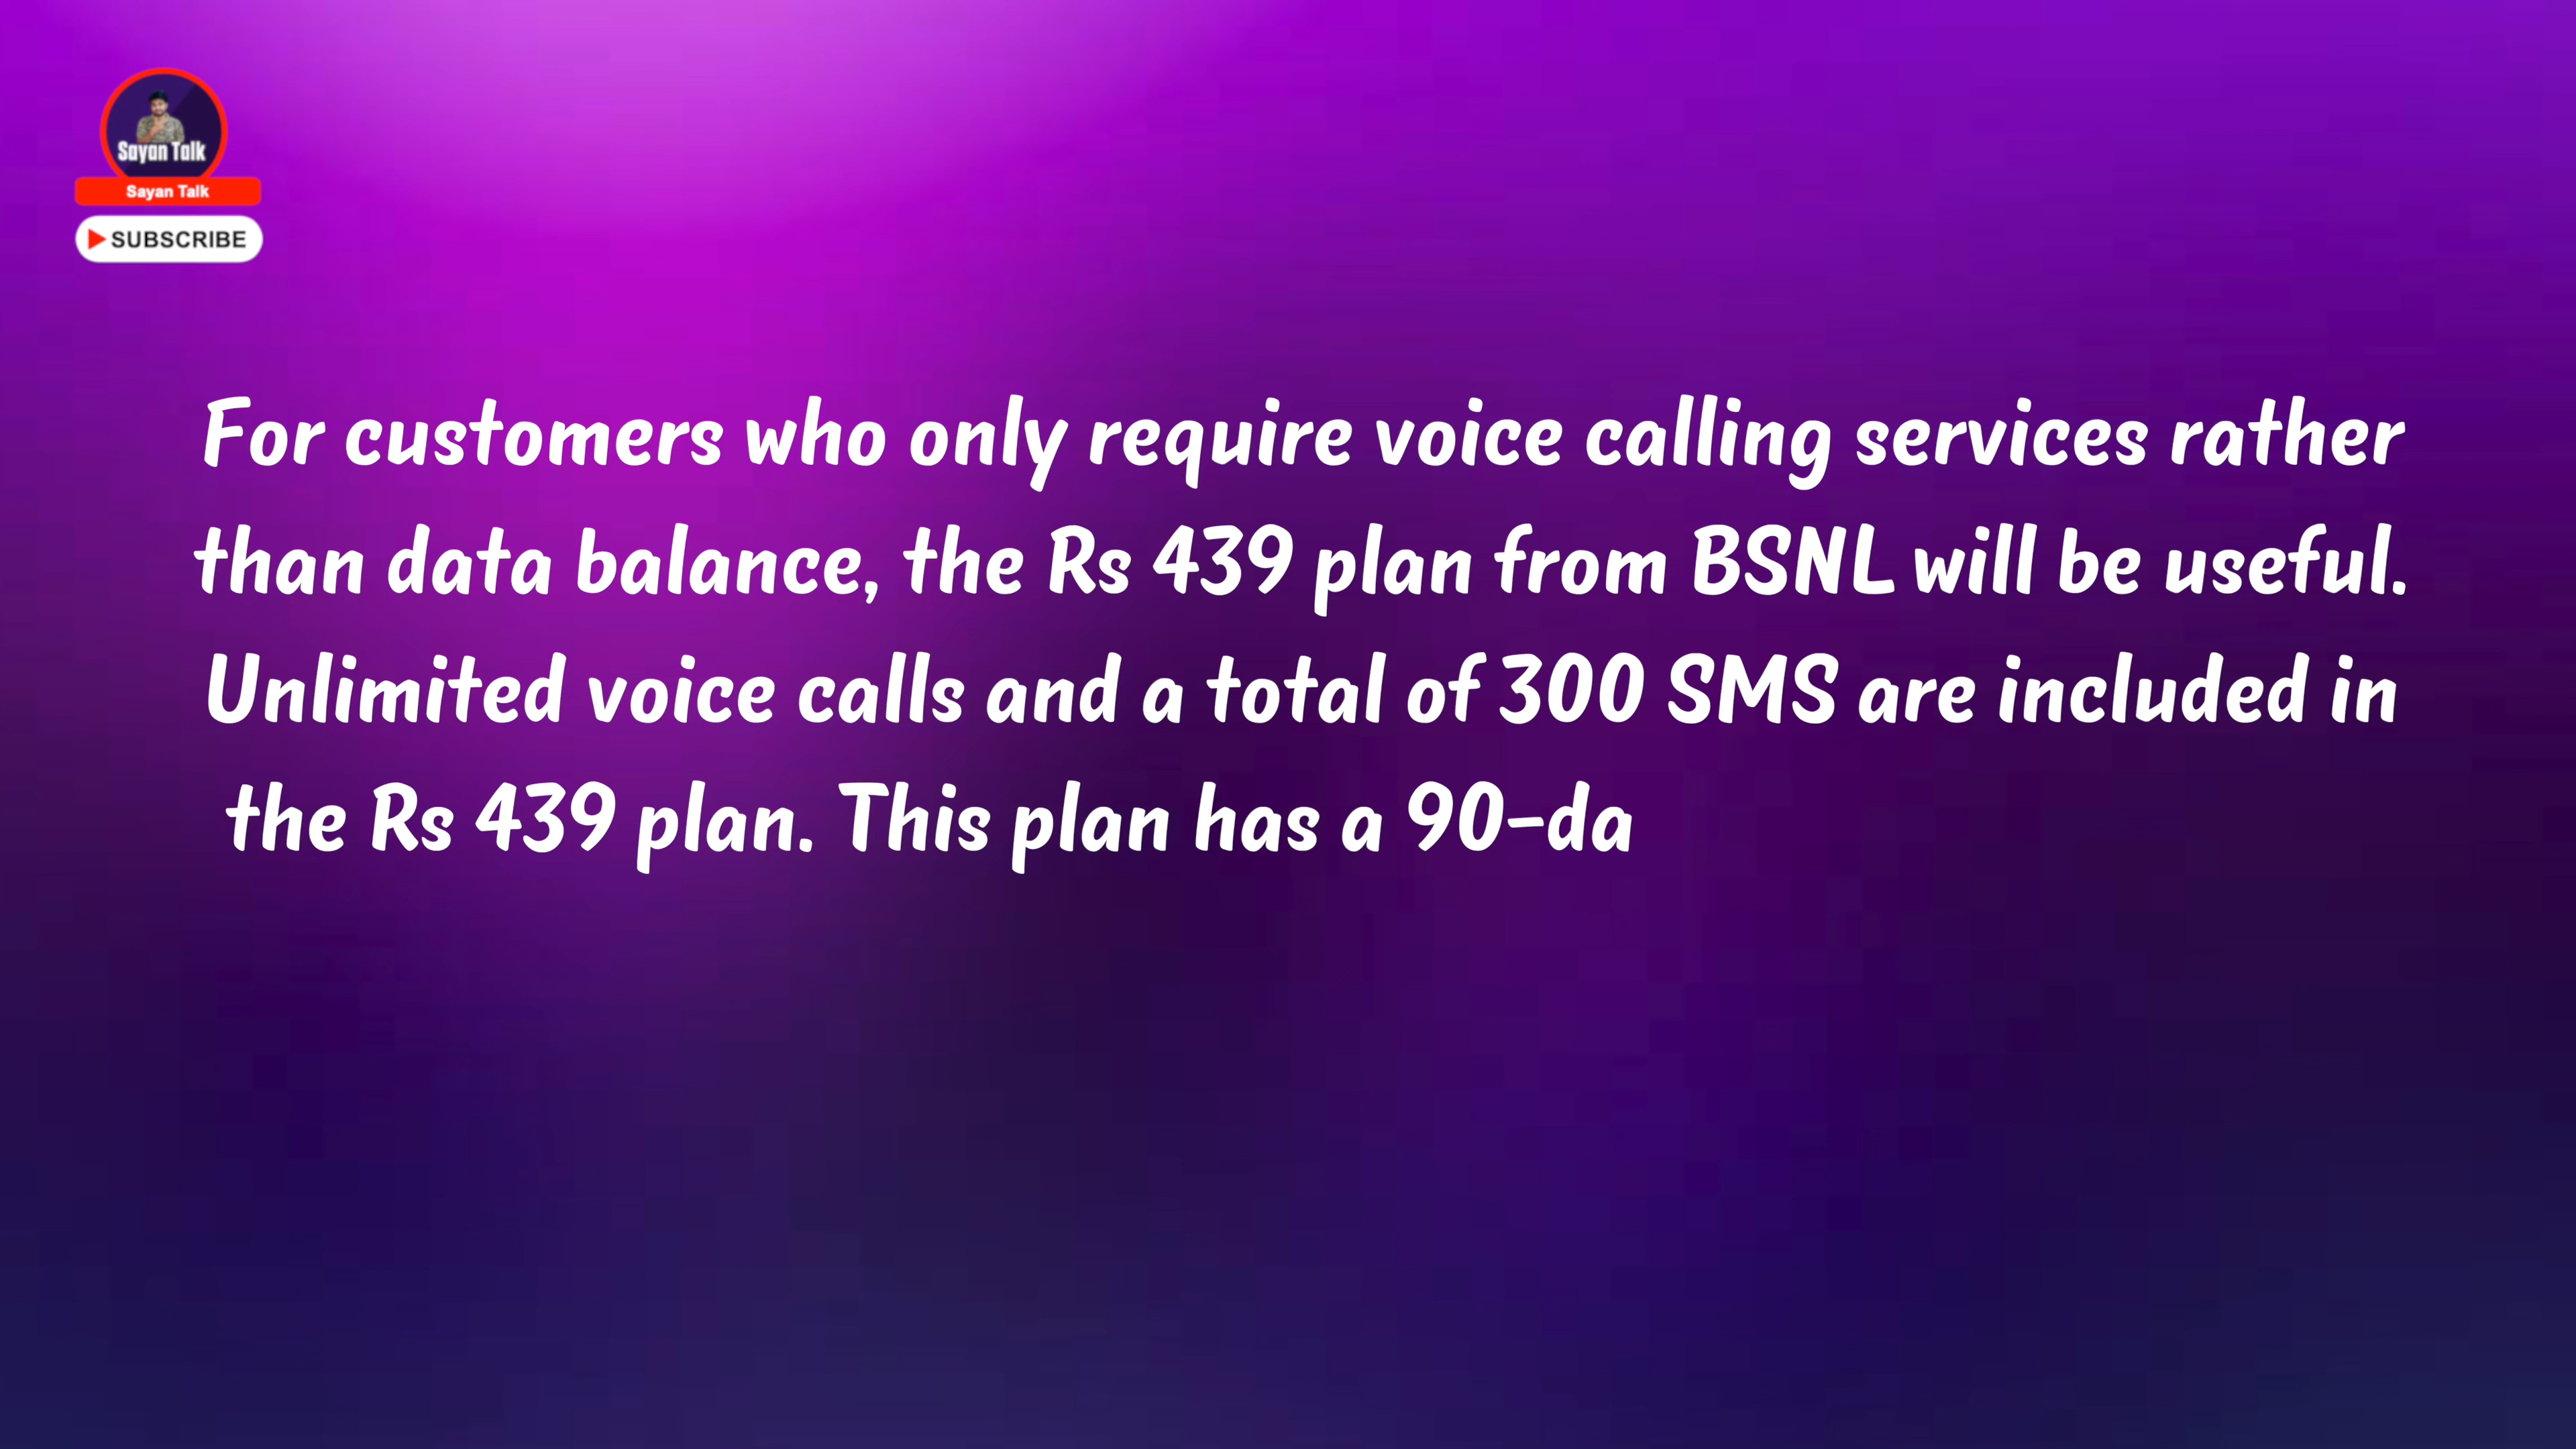 Sayan Talk
Sayan Talk
SUBSCRIBE
For customers who only require voice calling services rather
than data balance, the Rs 439 plan from BSNL will be useful.
Unlimited voice calls and a total of 300 SMS are included in
the Rs 439 plan. This plan has a 90-da